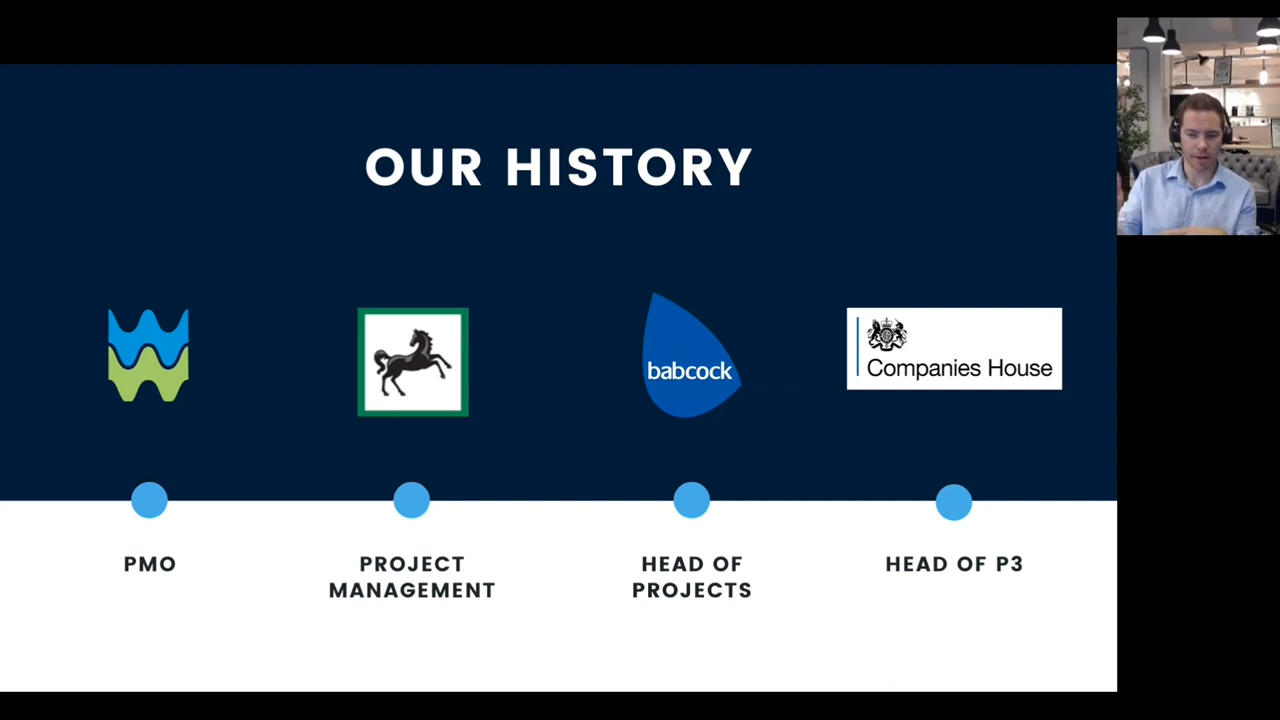 OUR HISTORY
babcock
Companies House
PMO
PROJECT
MANAGEMENT
HEAD OF
PROJECTS
HEAD OF P3